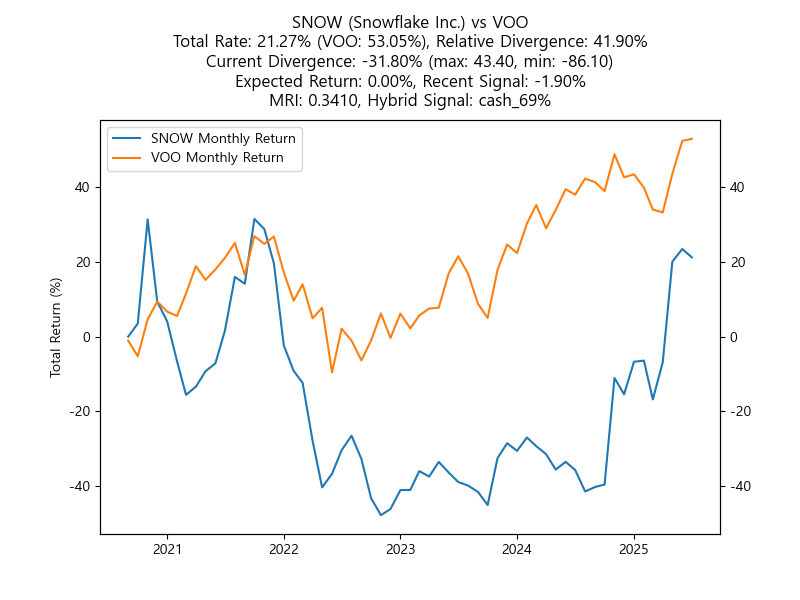 SNOW (Snowflake Inc.) vs VOO
Total Rate: 21.27% (VOO: 53.05%), Relative Divergence: 41.90%
Current Divergence: -31.80% (max: 43.40, min: -86.10)
Expected Return: 0.00%, Recent Signal: -1.90%
MRI: 0.3410, Hybrid Signal: cash_69%
SNOW Monthly Return
VOO Monthly Return
Total Return (%)
40
20
0
-20
-40
40
20
0
-20
-40
2021
2022
2023
2024
2025